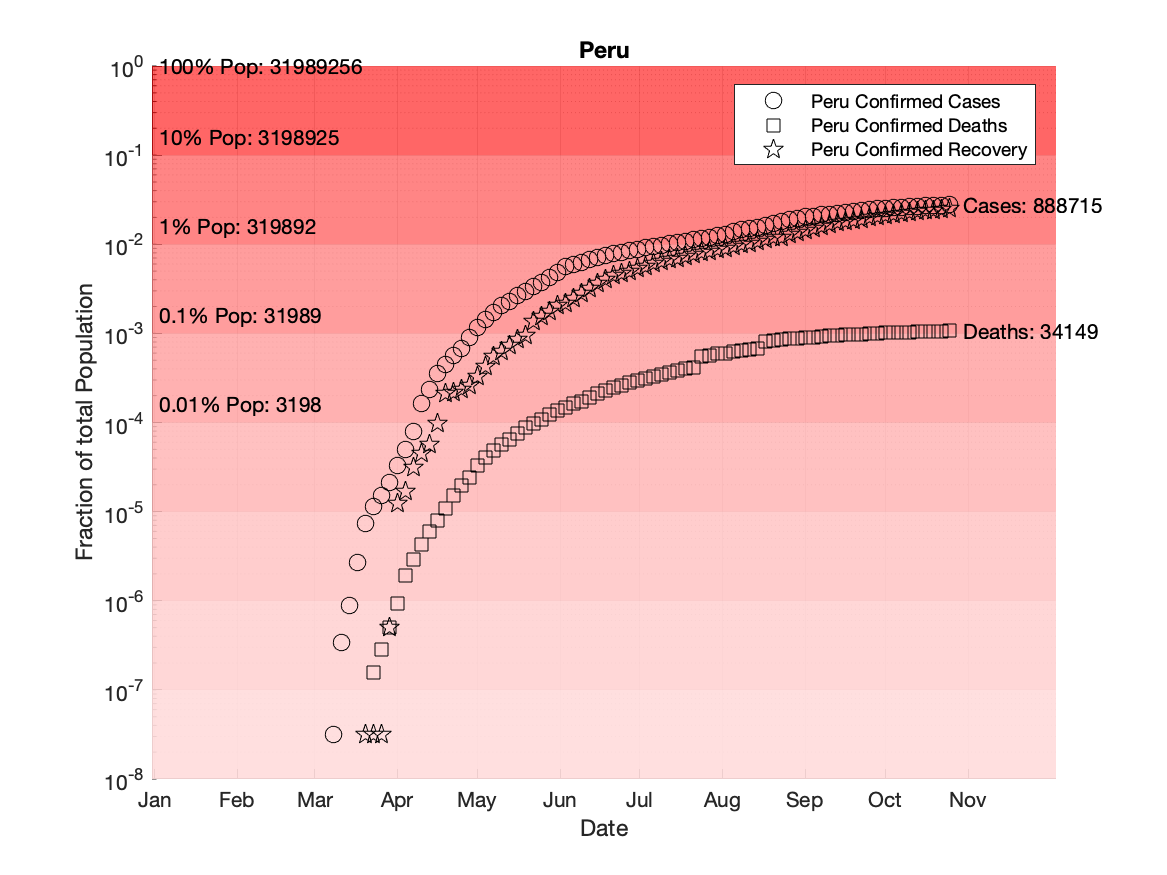 Peru
10^0
100% Pop: 31989256
Peru Confirmed Cases
Peru Confirmed Deaths
Peru Confirmed Recovery
10% Pop: 3198925
10^-1
Cases: 888715
1% Pop: 319892
10^-2
0.1% Pop: 31989
10^-3
Deaths: 34149
0.01% Pop: 3198
10^-4
10^-5
10^-6
10^-7
10^-8
Fraction of total Population
Jan Feb Mar Apr May Jun Jul Aug Sep Oct Nov
Date